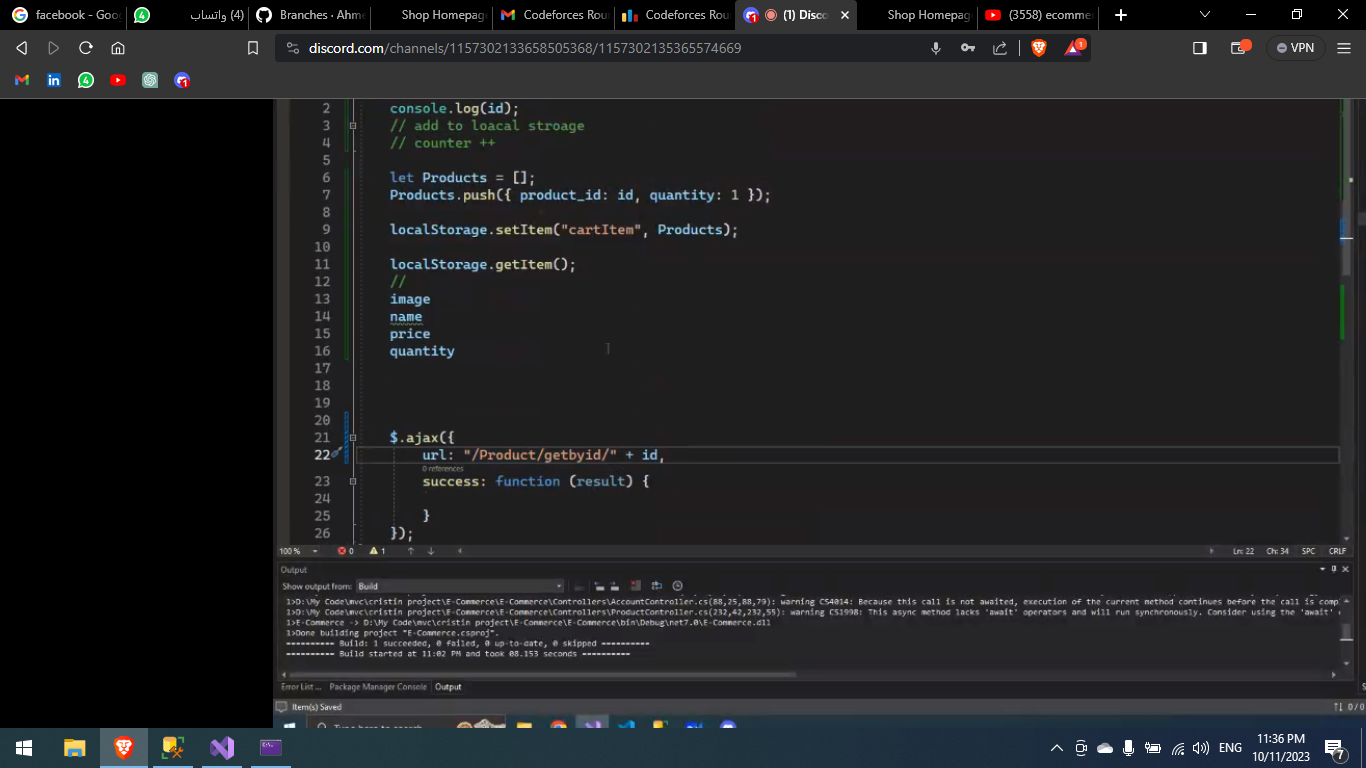 facebook - Goo
(4) واتساب
Branches · Ahme
Shop Homepag
Codeforces Rou
Codeforces Rou
(1) Disco
Shop Homepag
(3558) ecomme
discord.com/channels/1157302133658505368/1157302135365574669
1
VPN
4
1
2 console.log(id);
3 // add to loacal stroage
4 // counter ++
5
6 let Products = [];
7 Products.push({ product_id: id, quantity: 1 });
8
9 localStorage.setItem("cartItem", Products);
10
11 localStorage.getItem();
12 //
13 image
14 name
15 price
16 quantity
17
18
19
20
21 $.ajax({
22 url: "/Product/getbyid/" + id,
0 references
23 success: function (result) {
24
25 }
26 });
100 %
0
1
Ln: 22 Ch: 34 SPC CRLF
Output
Show output from: Build
1>D:\My Code\mvc\cristin project\E-Commerce\E-Commerce\Controllers\AccountController.cs(88,25,88,79): warning CS4014: Because this call is not awaited, execution of the current method continues before the call is comp
1>D:\My Code\mvc\cristin project\E-Commerce\E-Commerce\Controllers\ProductController.cs(232,42,232,55): warning CS1998: This async method lacks 'await' operators and will run synchronously. Consider using the 'await'
1>E-Commerce -> D:\My Code\mvc\cristin project\E-Commerce\E-Commerce\bin\Debug\net7.0\E-Commerce.dll
1>Done building project "E-Commerce.csproj".
========== Build: 1 succeeded, 0 failed, 0 up-to-date, 0 skipped ==========
========== Build started at 11:02 PM and took 08.153 seconds ==========
Error List ... Package Manager Console Output
Item(s) Saved
0 / 0
Type here to search
ENG
11:36 PM
10/11/2023
7